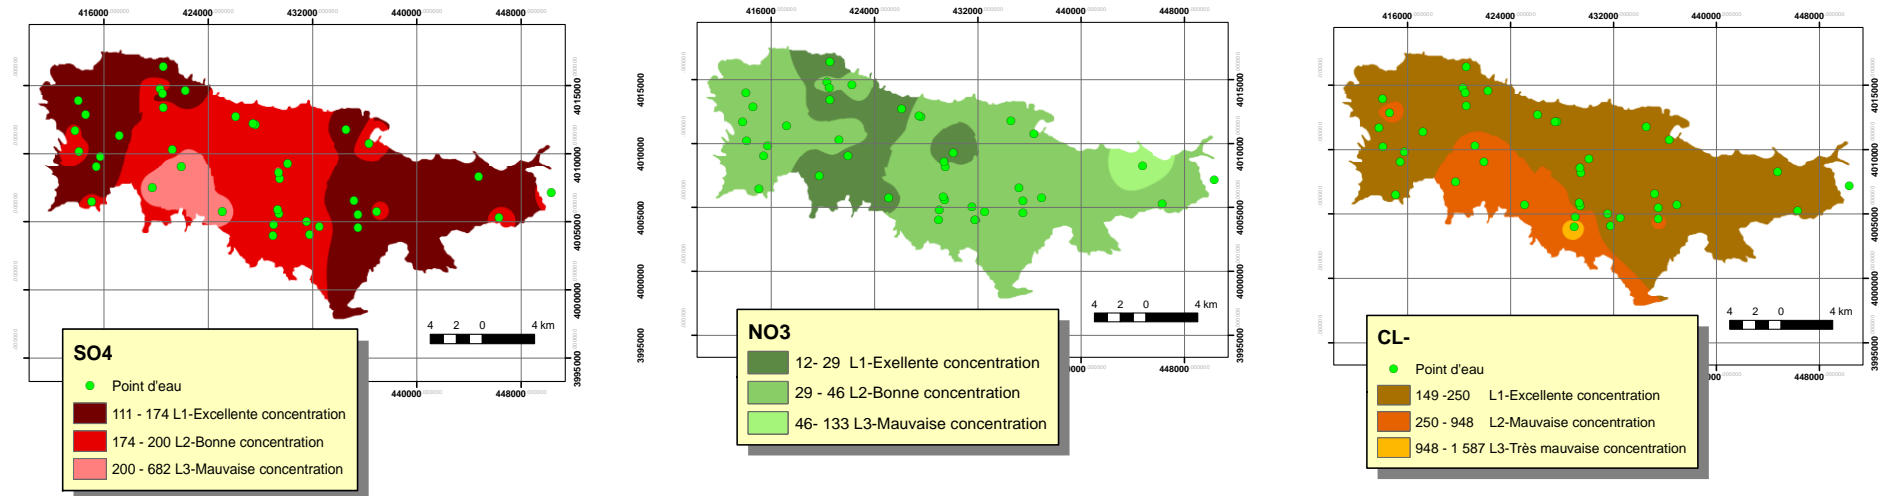 416000 424000 432000 440000 448000
4015000
4010000
4005000
4000000
3995000
4 2 0 4 km
440000 448000
SO4
Point d'eau
111 - 174 L1-Excellente concentration
174 - 200 L2-Bonne concentration
200 - 682 L3-Mauvaise concentration
416000 424000 432000 440000 448000
4015000
4010000
4005000
4000000
3995000
4 2 0 4 km
448000
NO3
12- 29 L1-Exellente concentration
29 - 46 L2-Bonne concentration
46- 133 L3-Mauvaise concentration
416000 424000 432000 440000 448000
4015000
4010000
4005000
4000000
3995000
4 2 0 4 km
448000
CL-
Point d'eau
149 -250 L1-Excellente concentration
250 - 948 L2-Mauvaise concentration
948 - 1 587 L3-Très mauvaise concentration